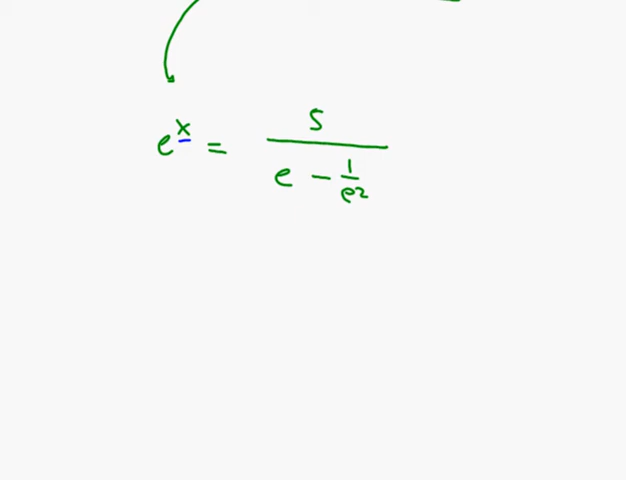 e^x = 5 / (e - 1/e^2)